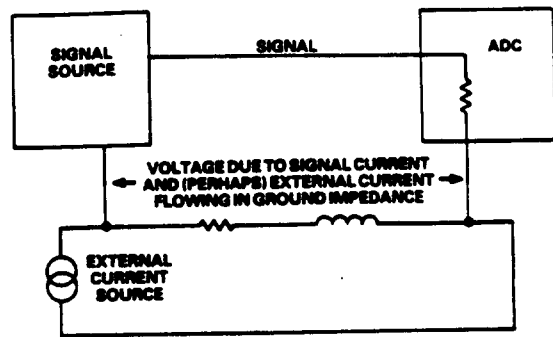 SIGNAL
SOURCE
SIGNAL
ADC
VOLTAGE DUE TO SIGNAL CURRENT
AND (PERHAPS) EXTERNAL CURRENT
FLOWING IN GROUND IMPEDANCE
EXTERNAL
CURRENT
SOURCE